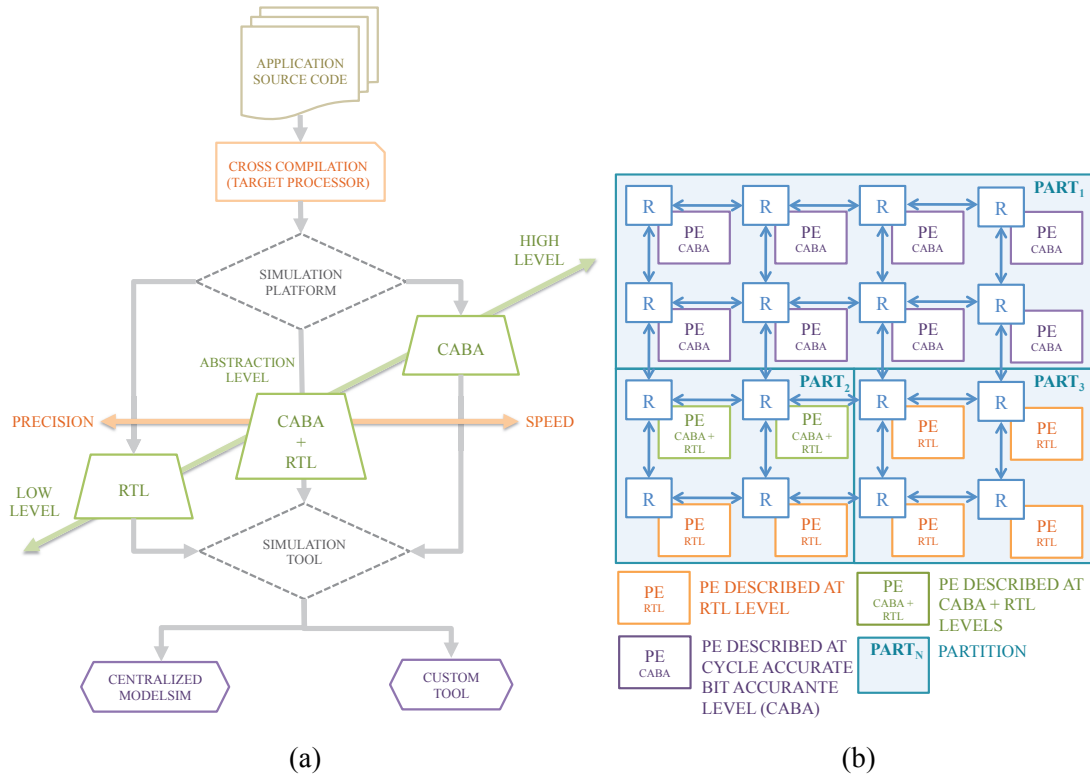 APPLICATION
SOURCE CODE
CROSS COMPILATION
(TARGET PROCESSOR)
SIMULATION
PLATFORM
HIGH
LEVEL
CABA
ABSTRACTION
LEVEL
PRECISION
CABA
+
RTL
SPEED
RTL
LOW
LEVEL
SIMULATION
TOOL
CENTRALIZED
MODELSIM
CUSTOM
TOOL
(a)
PART1
R R R R
PE PE PE PE
CABA CABA CABA CABA
R R R R
PE PE PE PE
CABA CABA CABA CABA
PART2 PART3
R R R R
PE PE PE PE
CABA + CABA + RTL RTL
RTL RTL
R R R R
PE PE PE PE
RTL RTL RTL RTL
PE
RTL
PE DESCRIBED AT
RTL LEVEL
PE
CABA +
RTL
PE DESCRIBED AT
CABA + RTL
LEVELS
PE
CABA
PE DESCRIBED AT
CYCLE ACCURATE
BIT ACCURANTE
LEVEL (CABA)
PARTN
PARTITION
(b)